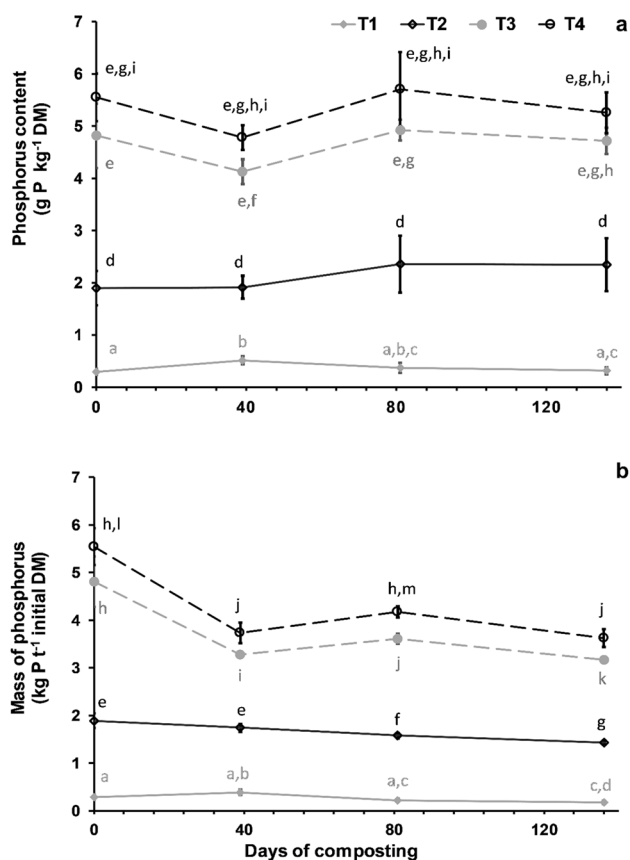 T1 T2 T3 T4
a
Phosphorus content
(g P kg⁻¹ DM)
7
6
5
4
3
2
1
0
e,g,i
e,g,h,i
e,g,h,i
e,g,h,i
e
e,f
e,g
e,g,h
d
d
d
d
a
b
a,b,c
a,c
0 40 80 120
b
Mass of phosphorus
(kg P t⁻¹ initial DM)
7
6
5
4
3
2
1
0
h,l
j
h,m
j
h
i
j
k
e
e
f
g
a
a,b
a,c
c,d
0 40 80 120
Days of composting